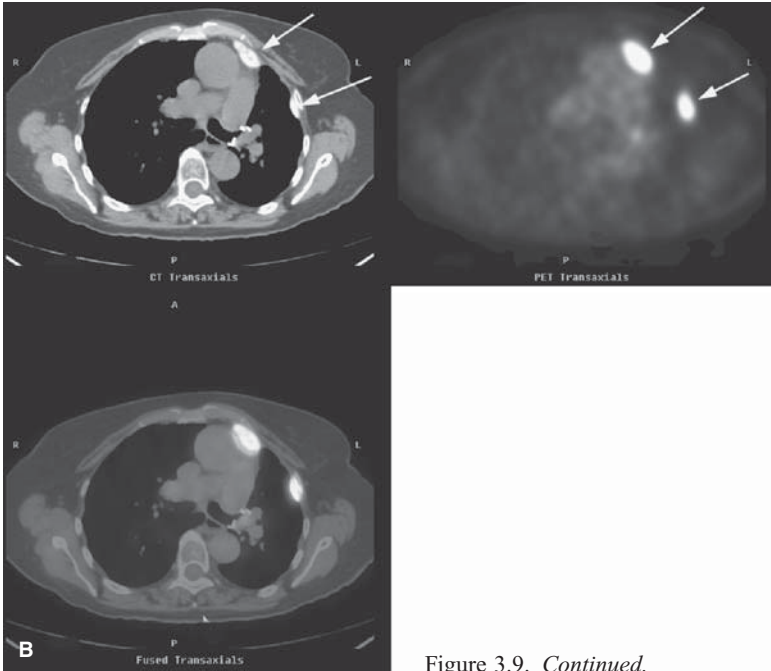 R
L
P
CT Transaxials
R
L
P
PET Transaxials
A
R
L
P
B
Fused Transaxials
Figure 3.9. Continued.